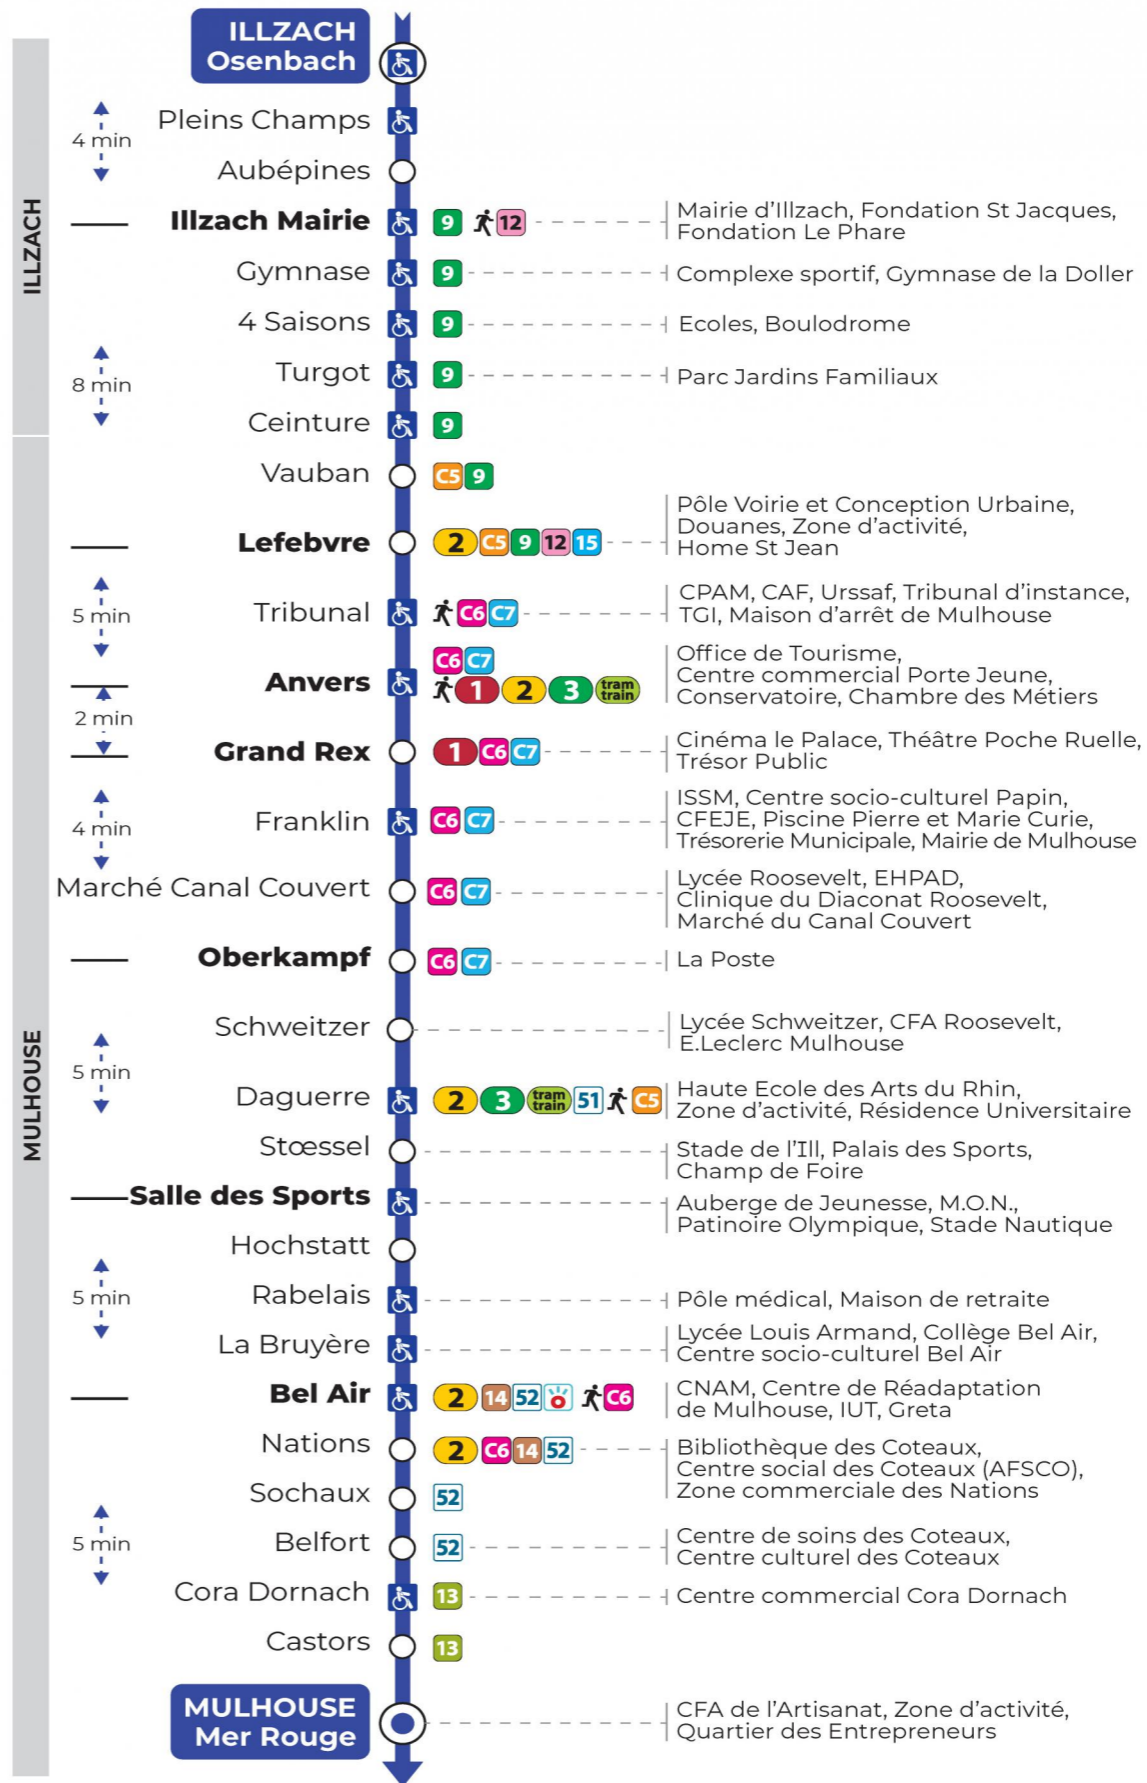 ILLZACH
Osenbach
Pleins Champs
4 min
Aubépines
ILLZACH
Illzach Mairie 9 12 Mairie d'Illzach, Fondation St Jacques,
Fondation Le Phare
Gymnase 9 Complexe sportif, Gymnase de la Doller
4 Saisons 9 Ecoles, Boulodrome
Turgot 9 Parc Jardins Familiaux
8 min
Ceinture 9
Vauban C5 9
Lefebvre 2 C5 9 12 15 Pôle Voirie et Conception Urbaine,
Douanes, Zone d'activité,
Home St Jean
5 min
Tribunal C6 C7 CPAM, CAF, Urssaf, Tribunal d'instance,
TGI, Maison d'arrêt de Mulhouse
C6 C7
Anvers 1 2 3 tram train Office de Tourisme,
Centre commercial Porte Jeune,
Conservatoire, Chambre des Métiers
2 min
Grand Rex 1 C6 C7 Cinéma le Palace, Théâtre Poche Ruelle,
Trésor Public
4 min
Franklin C6 C7 ISSM, Centre socio-culturel Papin,
CFEJE, Piscine Pierre et Marie Curie,
Trésorerie Municipale, Mairie de Mulhouse
Marché Canal Couvert C6 C7 Lycée Roosevelt, EHPAD,
Clinique du Diaconat Roosevelt,
Marché du Canal Couvert
Oberkampf C6 C7 La Poste
MULHOUSE
Schweitzer Lycée Schweitzer, CFA Roosevelt,
E.Leclerc Mulhouse
5 min
Daguerre 2 3 tram train 51 C5 Haute Ecole des Arts du Rhin,
Zone d'activité, Résidence Universitaire
Stœssel Stade de l'Ill, Palais des Sports,
Champ de Foire
Salle des Sports Auberge de Jeunesse, M.O.N.,
Patinoire Olympique, Stade Nautique
Hochstatt
5 min
Rabelais Pôle médical, Maison de retraite
La Bruyère Lycée Louis Armand, Collège Bel Air,
Centre socio-culturel Bel Air
Bel Air 2 14 52 C6 CNAM, Centre de Réadaptation
de Mulhouse, IUT, Greta
Nations 2 C6 14 52 Bibliothèque des Coteaux,
Centre social des Coteaux (AFSCO),
Zone commerciale des Nations
Sochaux 52
5 min
Belfort 52 Centre de soins des Coteaux,
Centre culturel des Coteaux
Cora Dornach 13 Centre commercial Cora Dornach
Castors 13
MULHOUSE
Mer Rouge
CFA de l'Artisanat, Zone d'activité,
Quartier des Entrepreneurs